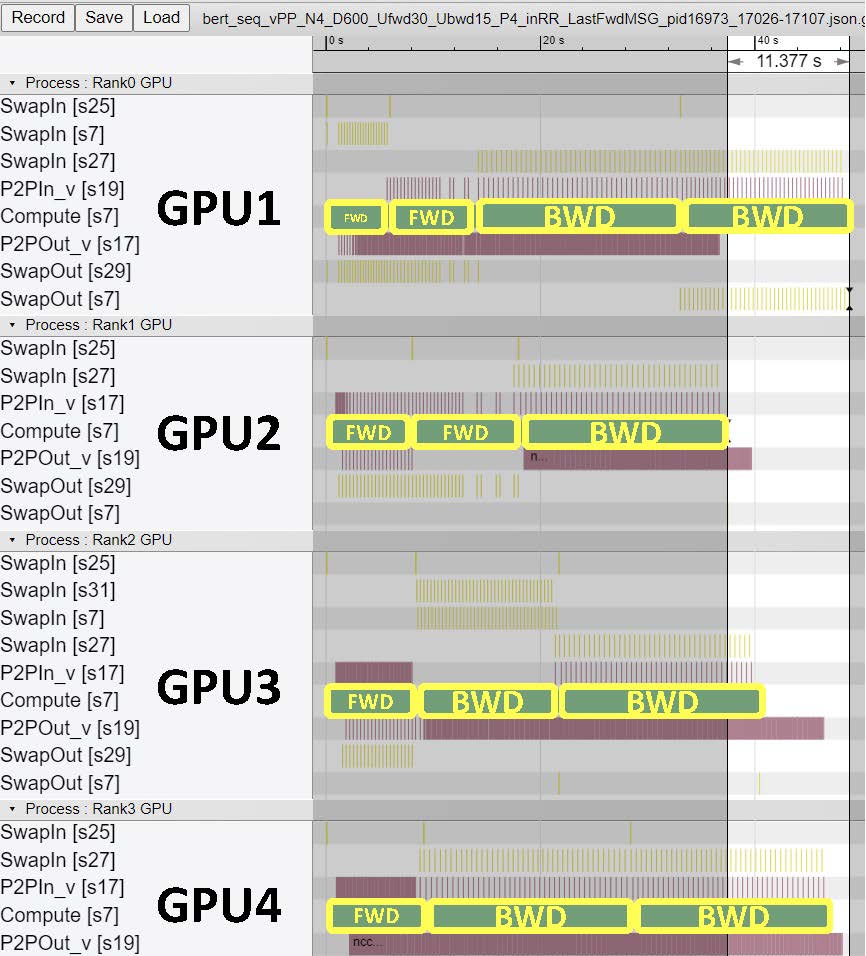 Record Save Load bert_seq_vPP_N4_D600_Ufwd30_Ubwd15_P4_inRR_LastFwdMSG_pid16973_17026-17107.json.g
0 s 20 s 40 s
11.377 s
Process : Rank0 GPU
SwapIn [s25]
SwapIn [s7]
SwapIn [s27]
P2PIn_v [s19]
Compute [s7] GPU1 FWD FWD BWD BWD
P2POut_v [s17]
SwapOut [s29]
SwapOut [s7]
Process : Rank1 GPU
SwapIn [s25]
SwapIn [s27]
P2PIn_v [s17]
Compute [s7] GPU2 FWD FWD BWD
P2POut_v [s19] n...
SwapOut [s29]
SwapOut [s7]
Process : Rank2 GPU
SwapIn [s25]
SwapIn [s31]
SwapIn [s7]
SwapIn [s27]
P2PIn_v [s17]
Compute [s7] GPU3 FWD BWD BWD
P2POut_v [s19]
SwapOut [s29]
SwapOut [s7]
Process : Rank3 GPU
SwapIn [s25]
SwapIn [s27]
P2PIn_v [s17]
Compute [s7] GPU4 FWD BWD BWD
P2POut_v [s19] ncc...